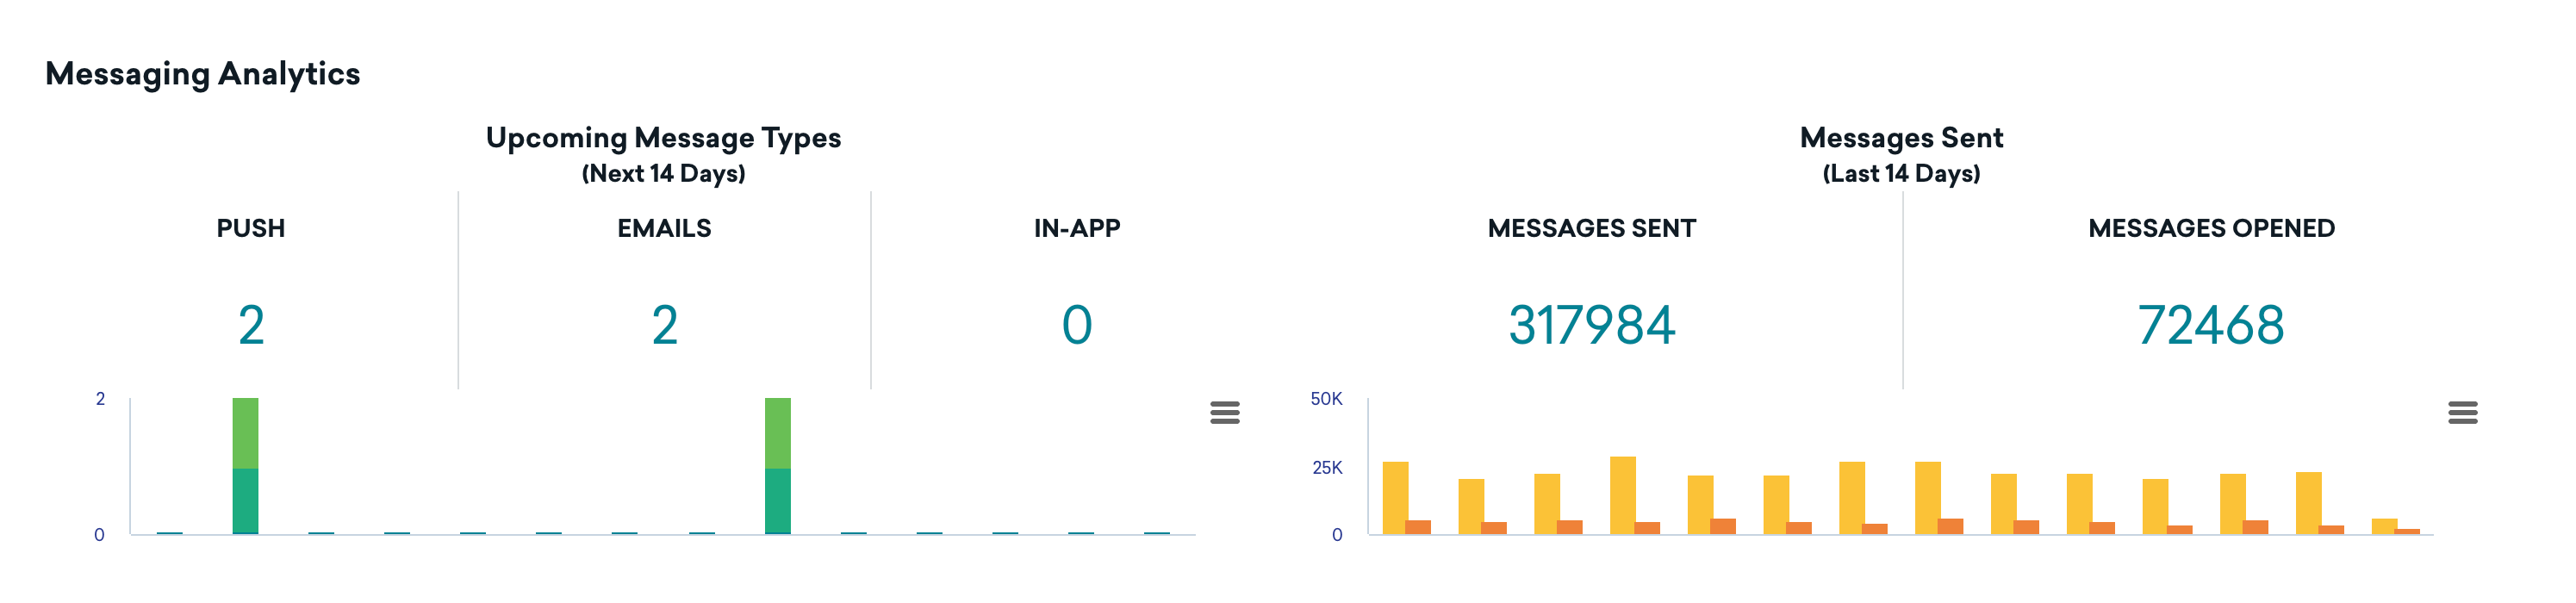 Messaging Analytics
Upcoming Message Types
(Next 14 Days)
PUSH
EMAILS
IN-APP
2
2
0
2
0
Messages Sent
(Last 14 Days)
MESSAGES SENT
MESSAGES OPENED
317984
72468
50K
25K
0